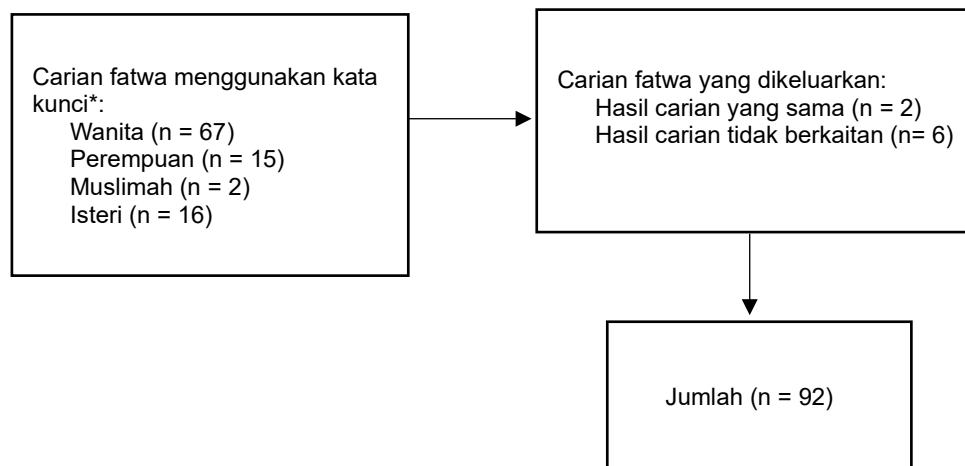 Carian fatwa menggunakan kata
kunci*:
Wanita (n = 67)
Perempuan (n = 15)
Muslimah (n = 2)
Isteri (n = 16)
Carian fatwa yang dikeluarkan:
Hasil carian yang sama (n = 2)
Hasil carian tidak berkaitan (n= 6)
Jumlah (n = 92)